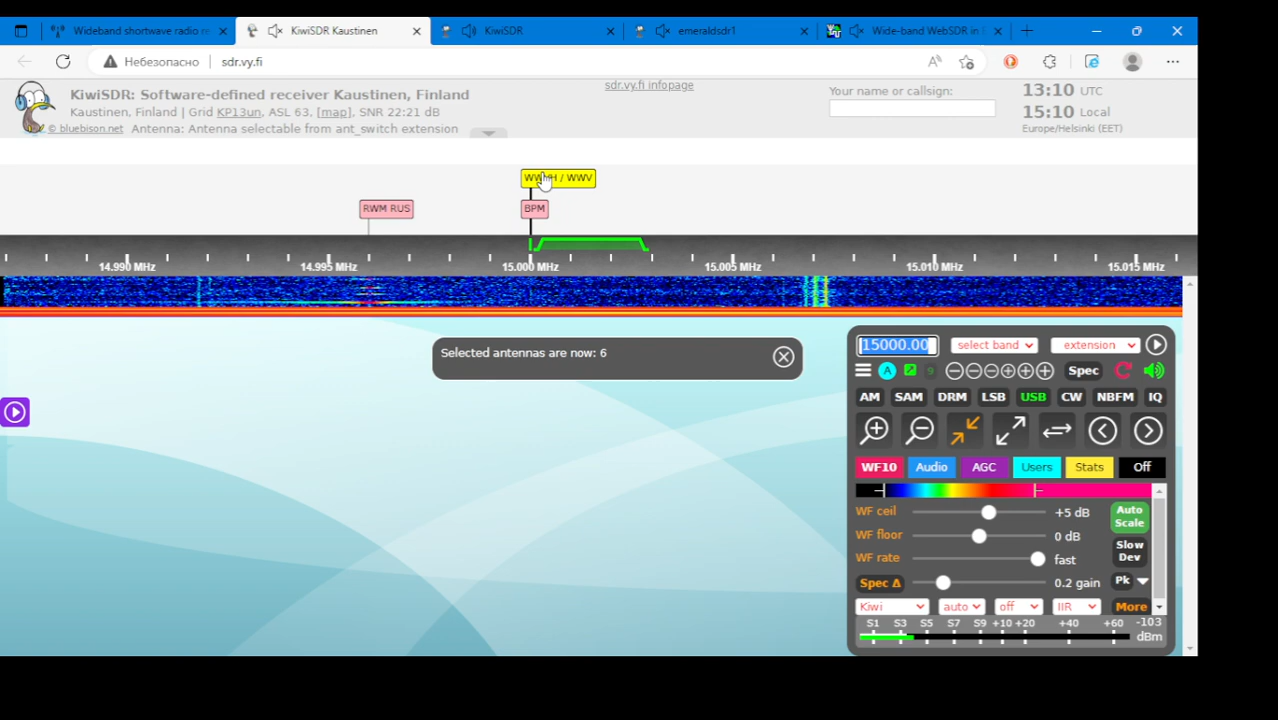 Wideband shortwave radio re
KiwiSDR Kaustinen
KiwiSDR
emeraldsdr1
Wide-band WebSDR in
Небезопасно
sdr.vy.fi
KiwiSDR: Software-defined receiver Kaustinen, Finland
Kaustinen, Finland | Grid KP13un, ASL 63, [map], SNR 22:21 dB
© bluebison.net Antenna: Antenna selectable from ant_switch extension
sdr.vy.fi infopage
Your name or callsign:
13:10 UTC
15:10 Local
Europe/Helsinki (EET)
WWVH / WWV
RWM RUS
BPM
14.990 MHz
14.995 MHz
15.000 MHz
15.005 MHz
15.010 MHz
15.015 MHz
Selected antennas are now: 6
15000.00
select band
extension
A
9
Spec
AM
SAM
DRM
LSB
USB
CW
NBFM
IQ
WF10
Audio
AGC
Users
Stats
Off
WF ceil
+5 dB
Auto
Scale
WF floor
0 dB
Slow
Dev
WF rate
fast
Spec Δ
0.2 gain
Pk
Kiwi
auto
off
IIR
More
S1 S3 S5 S7 S9 +10 +20 +40 +60 -103
dBm